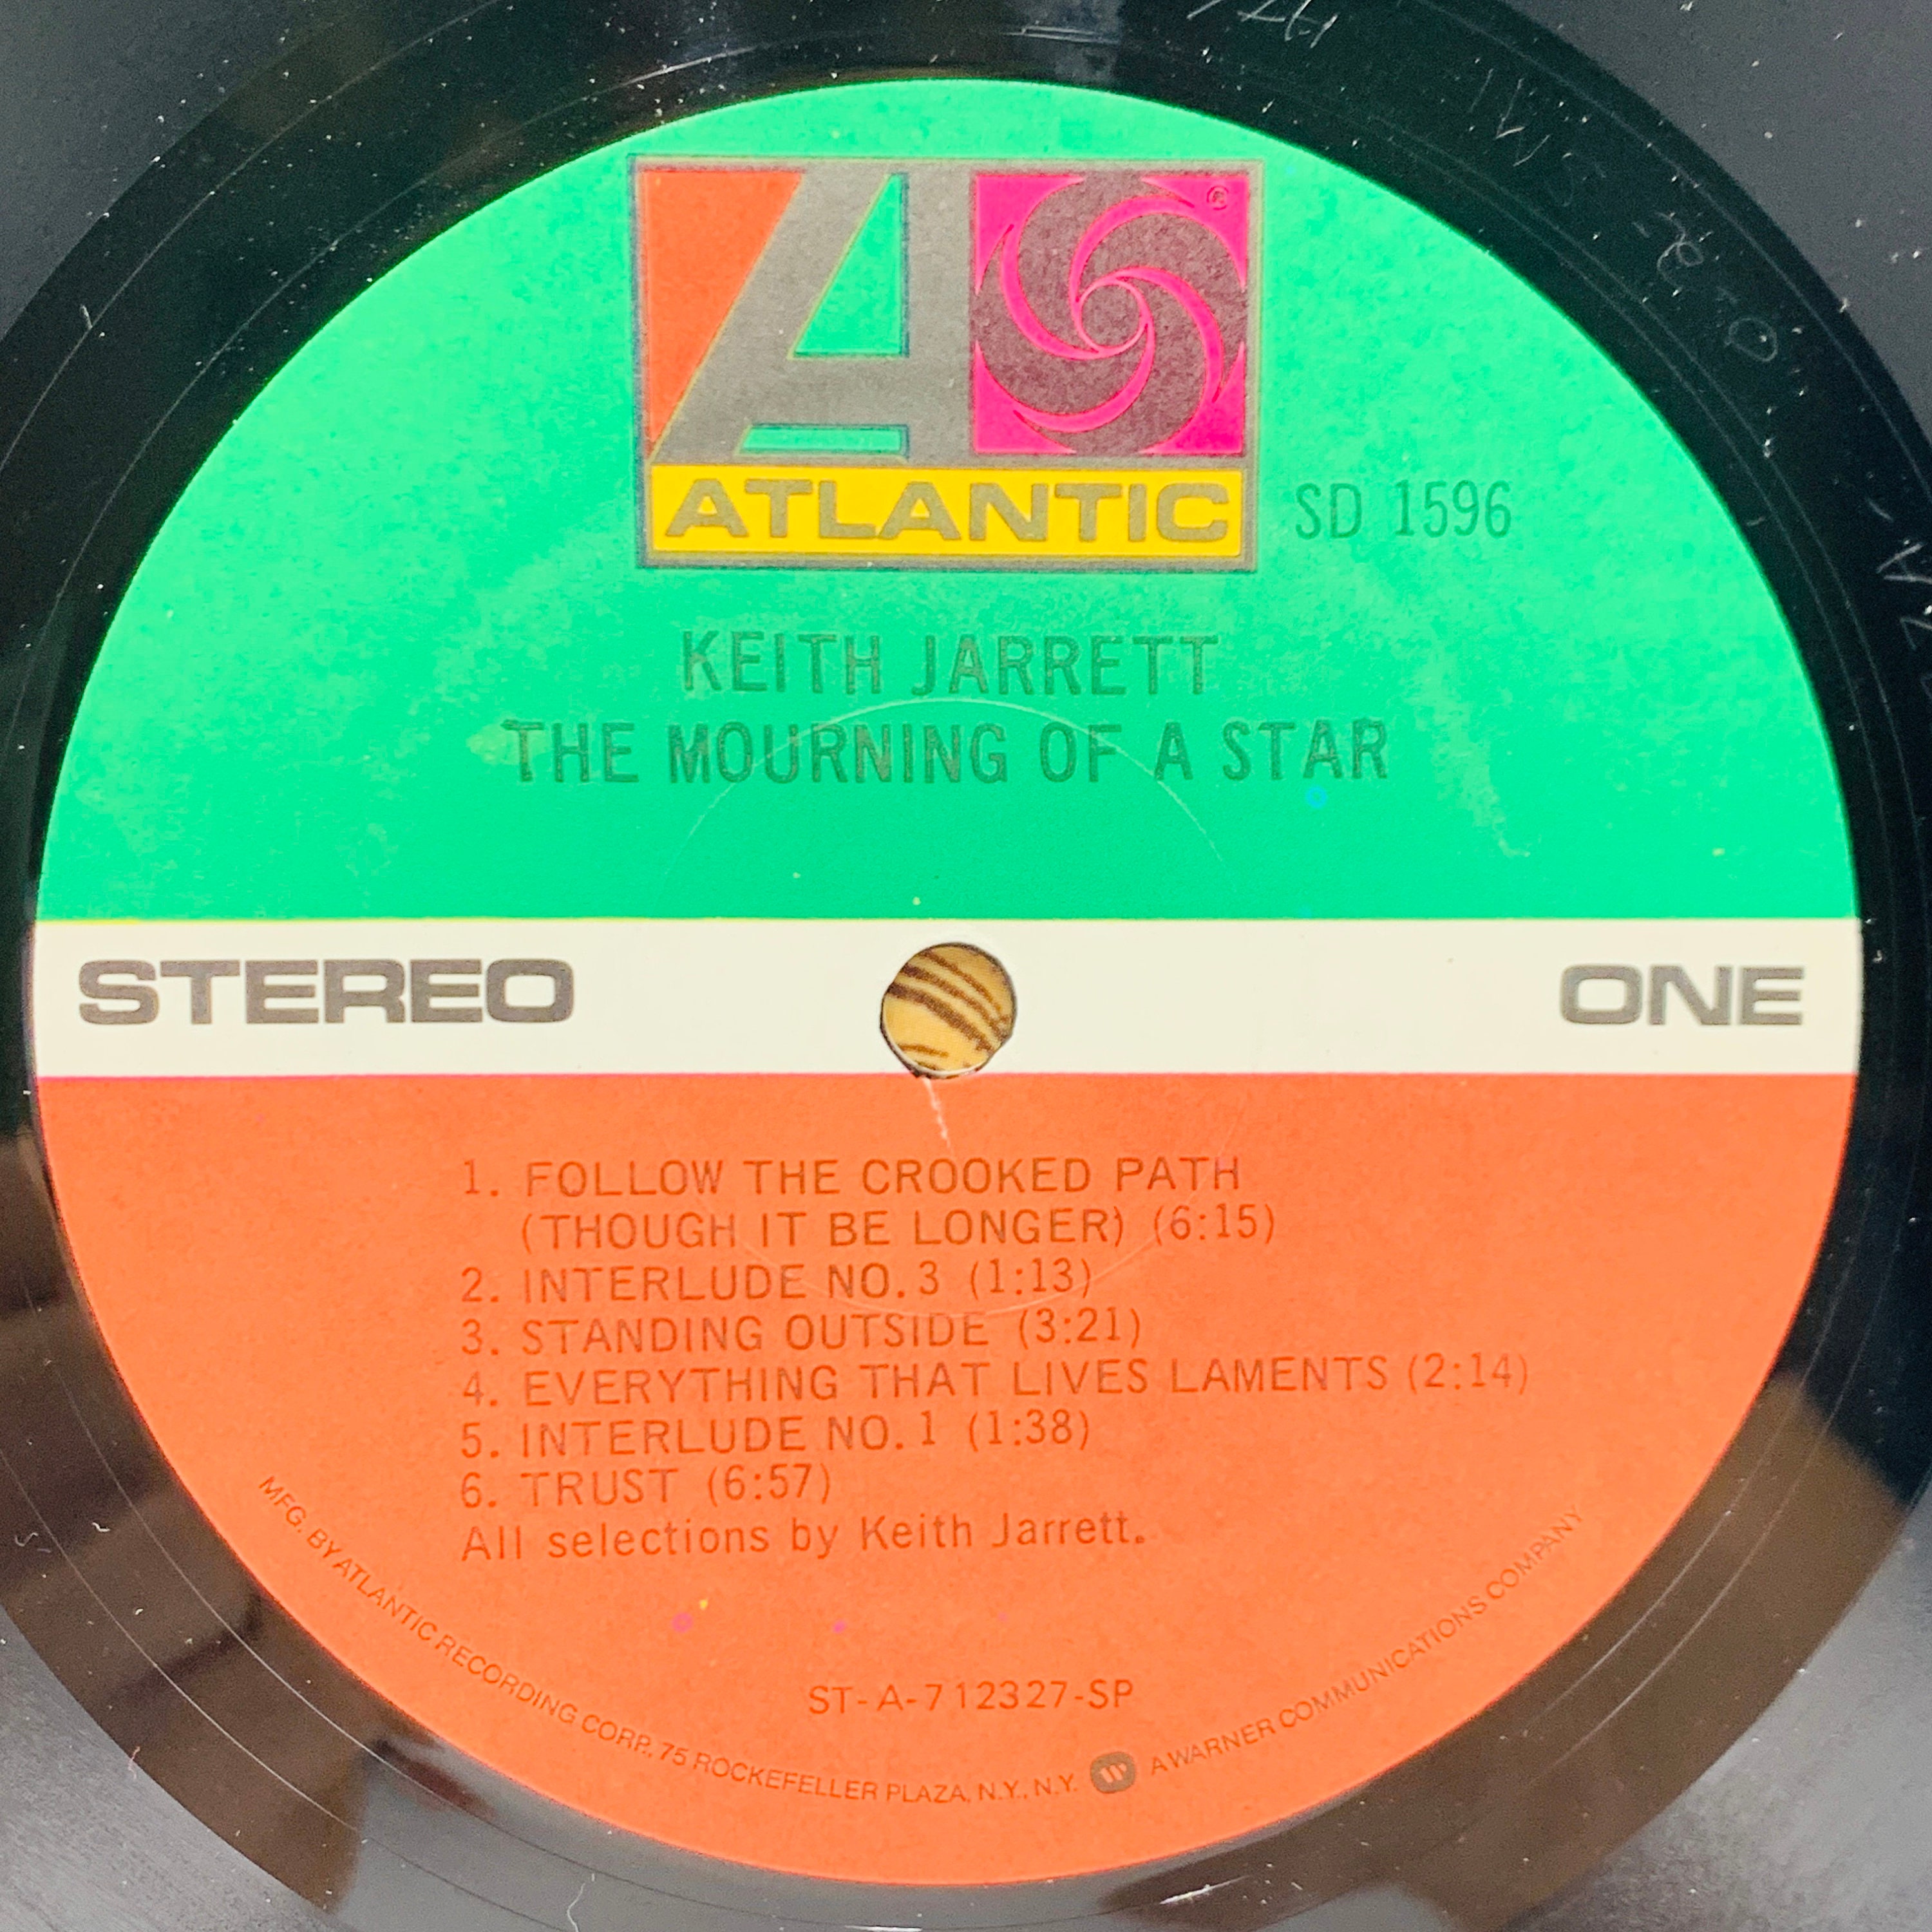 ATLANTIC
®
SD 1596
KEITH JARRETT
THE MOURNING OF A STAR
STEREO
ONE
1. FOLLOW THE CROOKED PATH
(THOUGH IT BE LONGER) (6:15)
2. INTERLUDE NO. 3 (1:13)
3. STANDING OUTSIDE (3:21)
4. EVERYTHING THAT LIVES LAMENTS (2:14)
5. INTERLUDE NO. 1 (1:38)
6. TRUST (6:57)
All selections by Keith Jarrett.
ST-A-712327-SP
MFG. BY ATLANTIC RECORDING CORP., 75 ROCKEFELLER PLAZA, N.Y., N.Y. A WARNER COMMUNICATIONS COMPANY